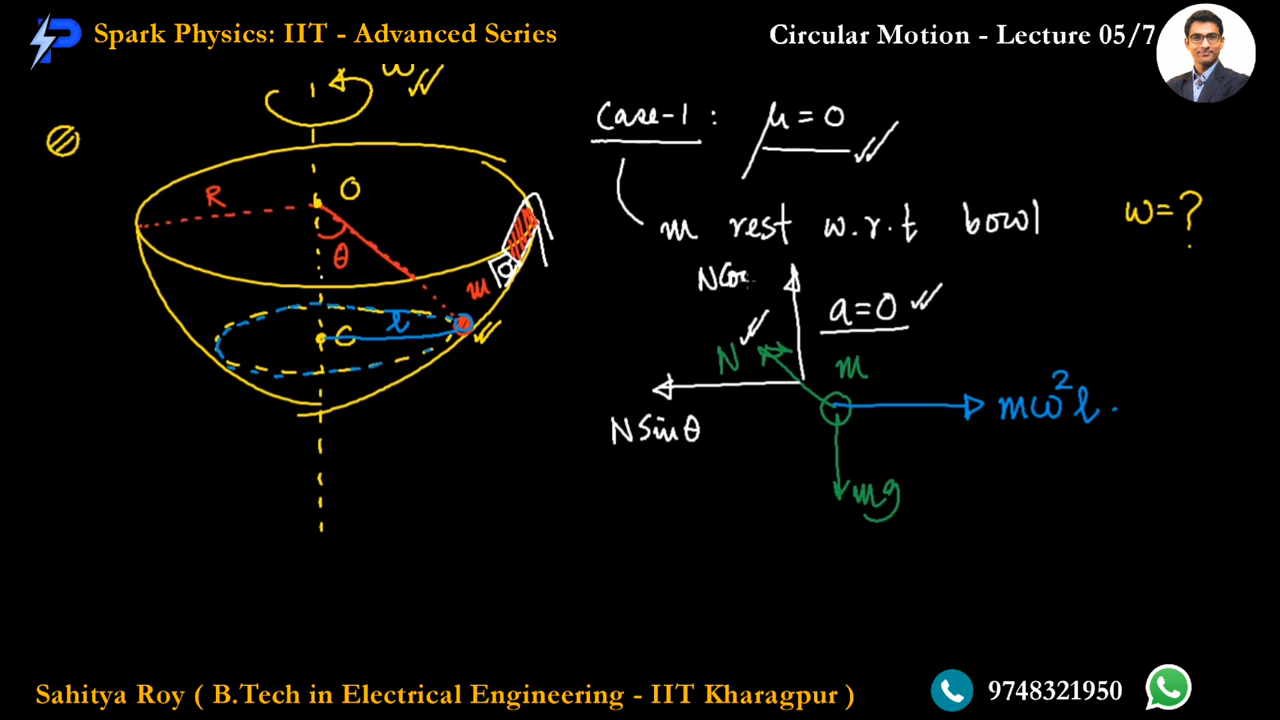 Spark Physics: IIT - Advanced Series
Circular Motion - Lecture 05/7
ω
R
O
θ
m
l
C
Case-1 : μ = 0
m rest w.r.t bowl
ω = ?
NCos
a = 0
N
m
mω²l.
NSinθ
mg
Sahitya Roy ( B.Tech in Electrical Engineering - IIT Kharagpur )
9748321950